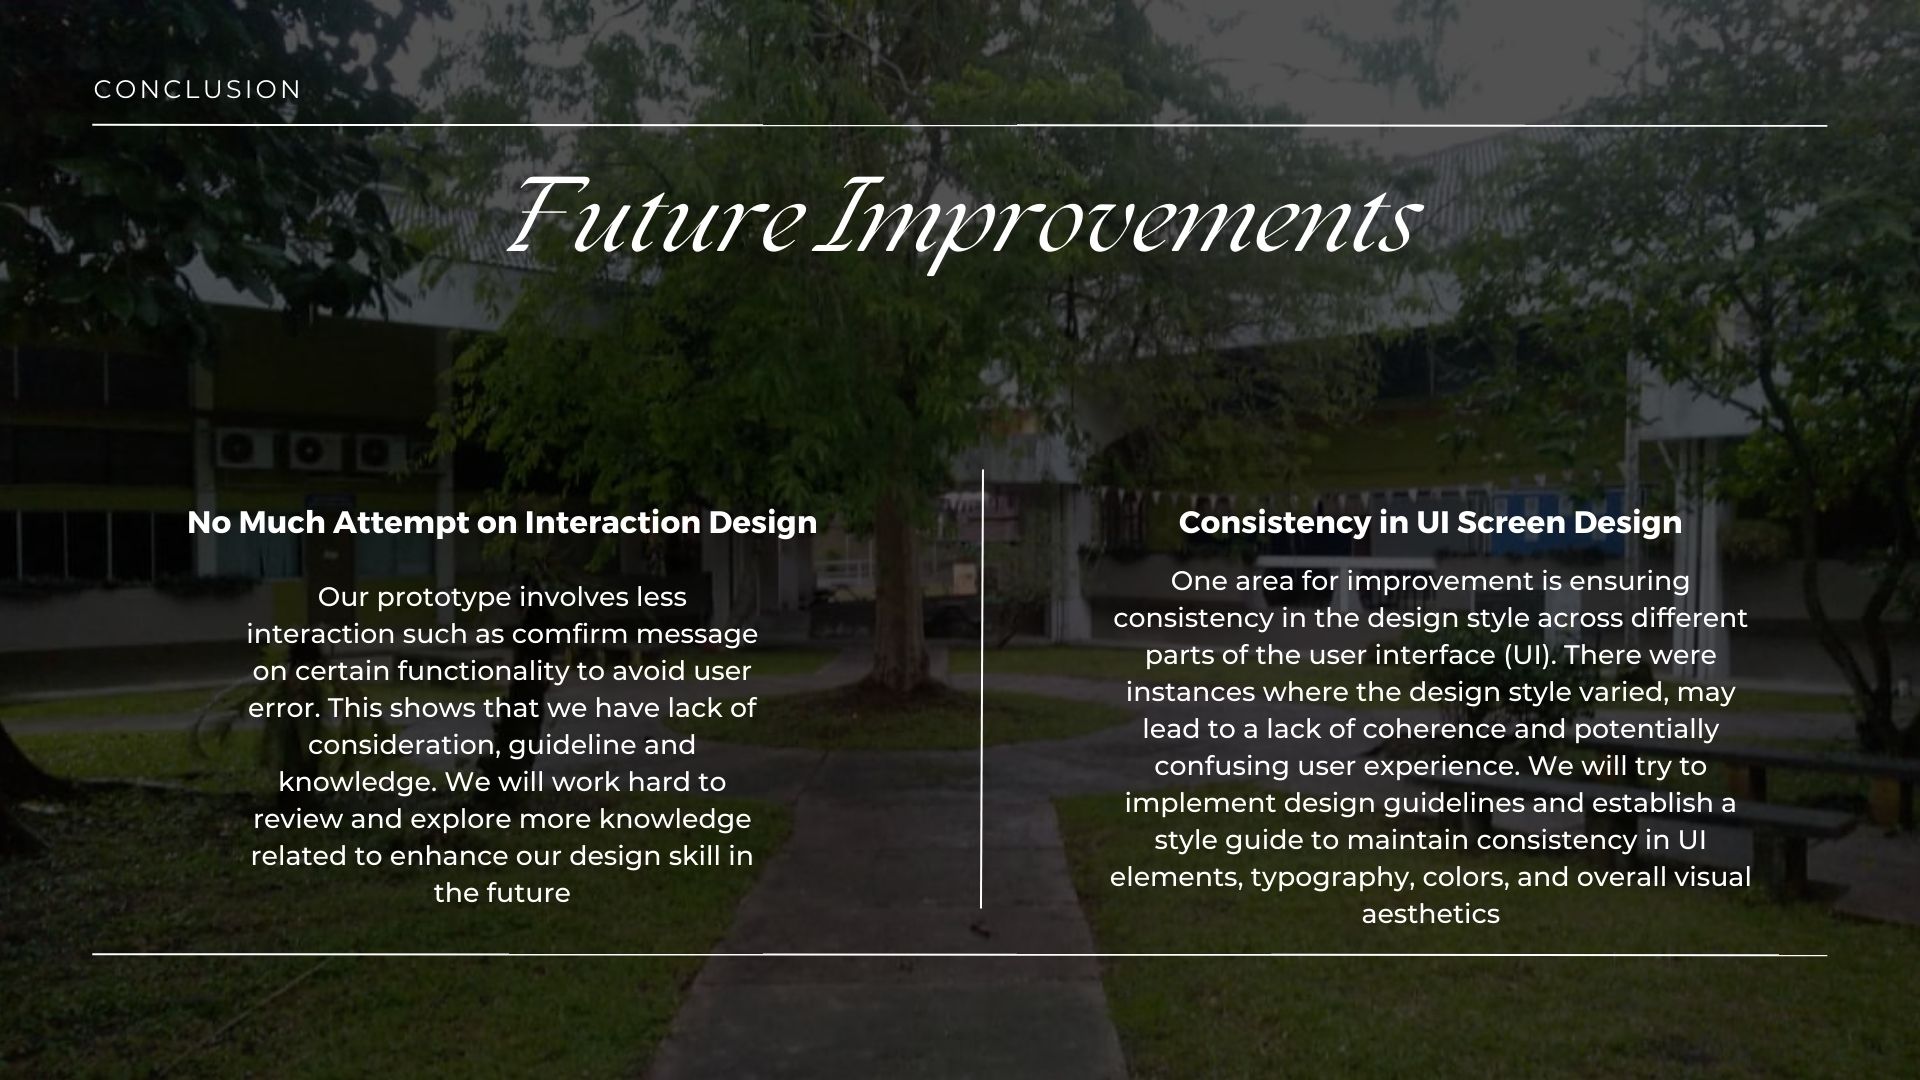 CONCLUSION
Future Improvements
No Much Attempt on Interaction Design
Our prototype involves less
interaction such as comfirm message
on certain functionality to avoid user
error. This shows that we have lack of
consideration, guideline and
knowledge. We will work hard to
review and explore more knowledge
related to enhance our design skill in
the future
Consistency in UI Screen Design
One area for improvement is ensuring
consistency in the design style across different
parts of the user interface (UI). There were
instances where the design style varied, may
lead to a lack of coherence and potentially
confusing user experience. We will try to
implement design guidelines and establish a
style guide to maintain consistency in UI
elements, typography, colors, and overall visual
aesthetics